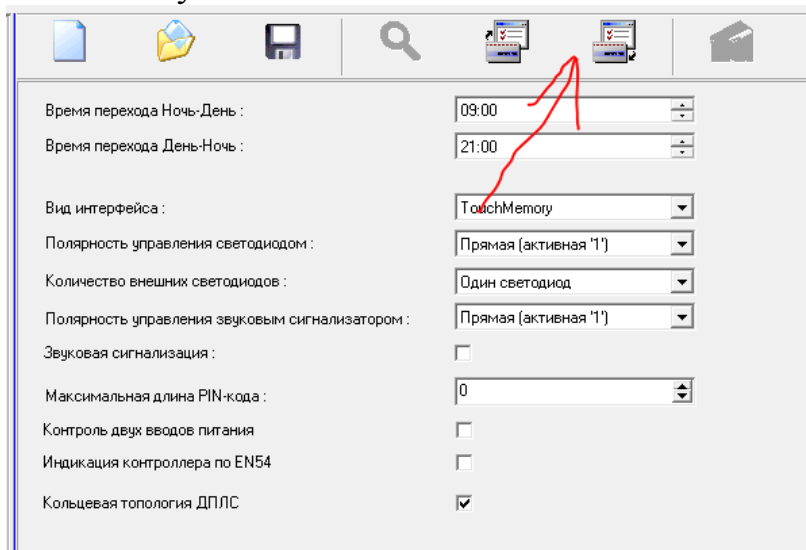 Время перехода Ночь-День : 09:00
Время перехода День-Ночь : 21:00
Вид интерфейса : TouchMemory
Полярность управления светодиодом : Прямая (активная '1')
Количество внешних светодиодов : Один светодиод
Полярность управления звуковым сигнализатором : Прямая (активная '1')
Звуковая сигнализация :
Максимальная длина PIN-кода : 0
Контроль двух вводов питания
Индикация контроллера по EN54
Кольцевая топология ДПЛС